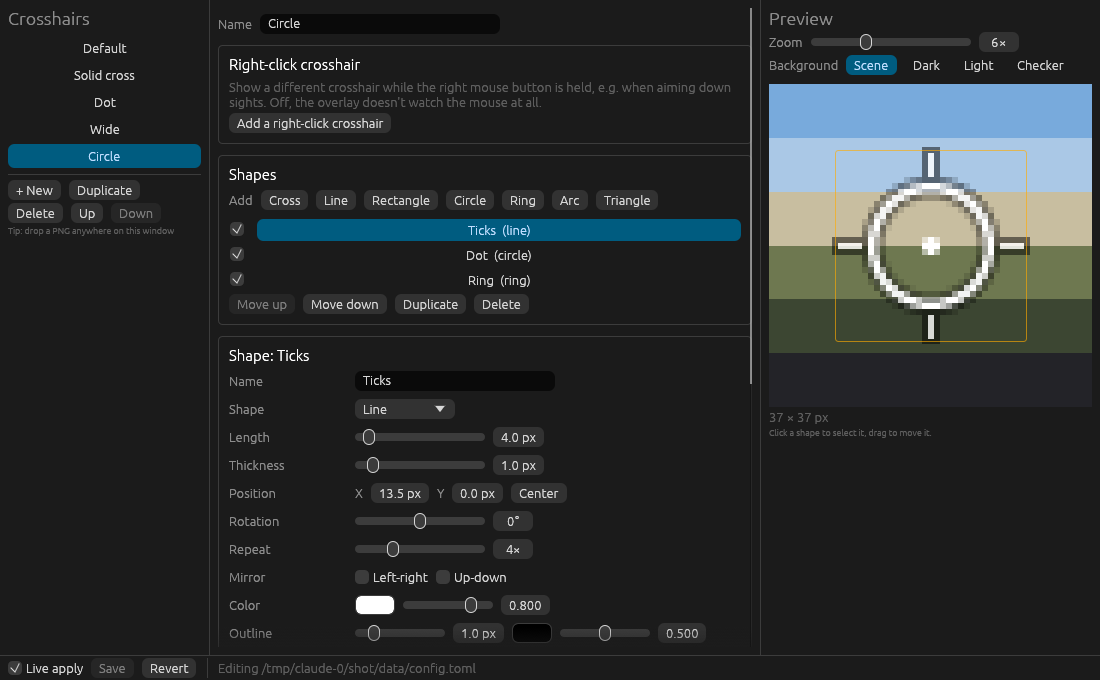 Crosshairs
Default
Solid cross
Dot
Wide
Circle
+ New Duplicate
Delete Up Down
Tip: drop a PNG anywhere on this window
Name Circle
Right-click crosshair
Show a different crosshair while the right mouse button is held, e.g. when aiming down
sights. Off, the overlay doesn't watch the mouse at all.
Add a right-click crosshair
Shapes
Add Cross Line Rectangle Circle Ring Arc Triangle
Ticks (line)
Dot (circle)
Ring (ring)
Move up Move down Duplicate Delete
Shape: Ticks
Name Ticks
Shape Line
Length 4.0 px
Thickness 1.0 px
Position X 13.5 px Y 0.0 px Center
Rotation 0°
Repeat 4×
Mirror Left-right Up-down
Color 0.800
Outline 1.0 px 0.500
Preview
Zoom 6×
Background Scene Dark Light Checker
37 × 37 px
Click a shape to select it, drag to move it.
Live apply Save Revert Editing /tmp/claude-0/shot/data/config.toml